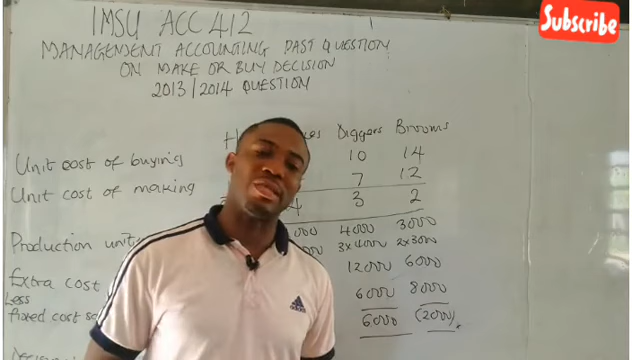 Subscribe
IMSU ACC 412
MANAGEMENT ACCOUNTING PAST QUESTION
ON MAKE OR BUY DECISION
2013/2014 QUESTION
Diggers Brooms
Unit cost of buying 10 14
Unit cost of making 7 12
4 3 2
Production units 4000 3000
3x4000 2x3000
Extra cost 12000 6000
Less
fixed cost 6000 8000
6000 (2000)